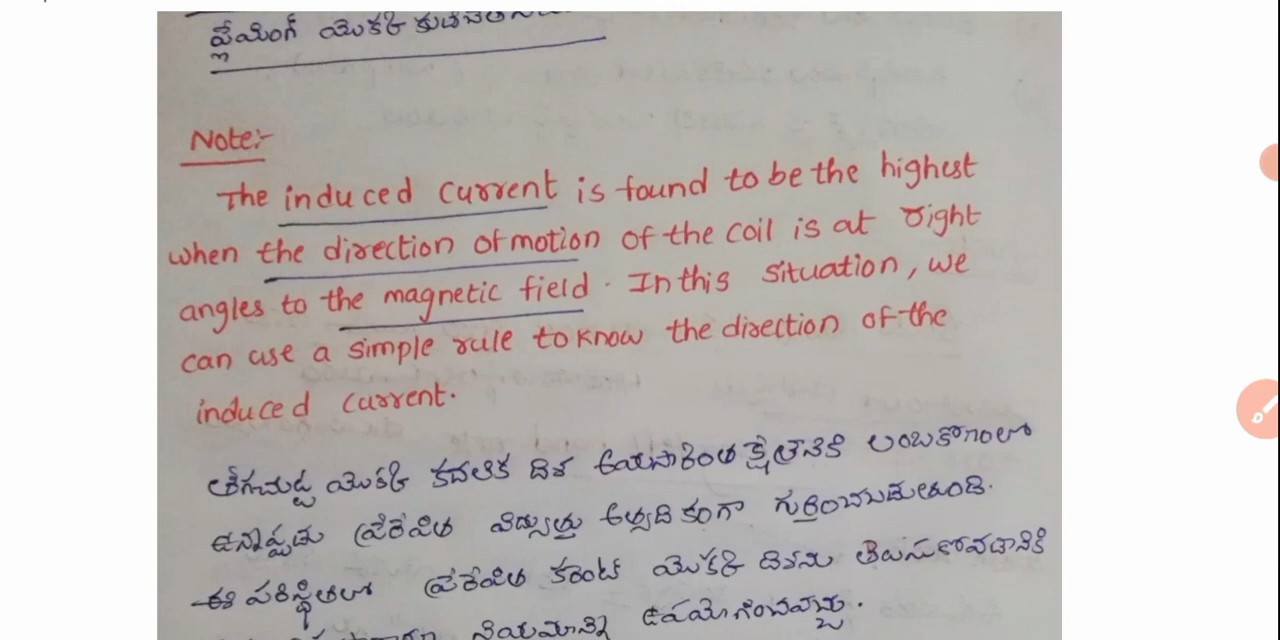 ఫ్లేమింగ్ యొక్క కుడిచేతి
Note:-
The induced current is found to be the highest
when the direction of motion of the coil is at right
angles to the magnetic field. In this situation, we
can use a simple rule to know the direction of the
induced current.
తీగచుట్ట యొక్క కదలిక దిశ అయస్కాంత క్షేత్రానికి లంబకోణంలో
ఉన్నప్పుడు ప్రేరేపిత విద్యుత్తు అత్యధికంగా గుర్తించబడుతుంది.
ఈ పరిస్థితిలో ప్రేరేపిత కరెంట్ యొక్క దిశను తెలుసుకోవడానికి
నియమాన్ని ఉపయోగించవచ్చు.